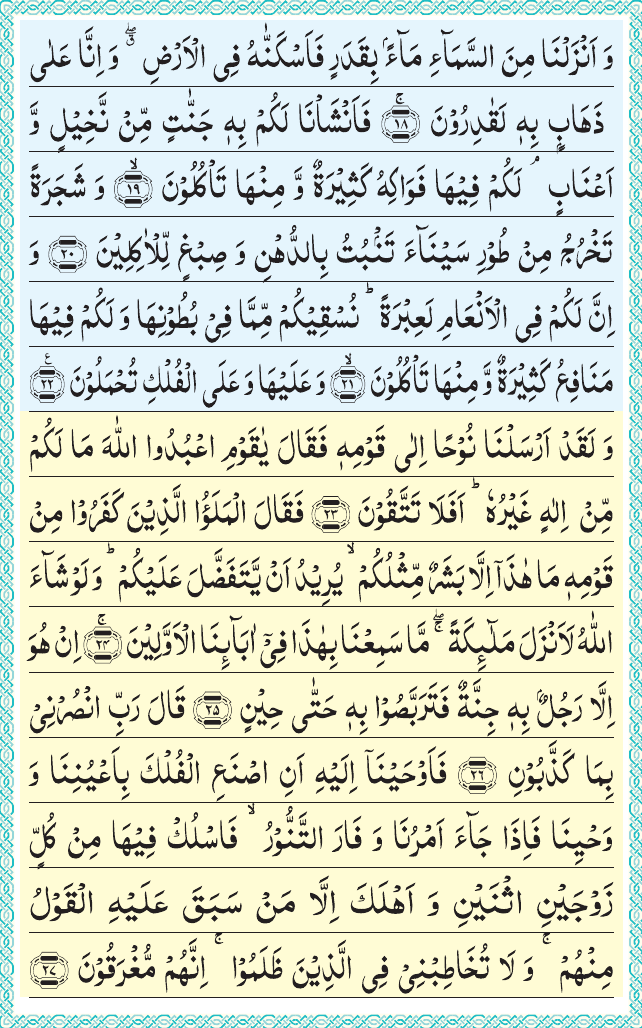 وَ اَنْزَلْنَا مِنَ السَّمَآءِ مَآءًۢ بِقَدَرٍ فَاَسْكَنّٰهُ فِی الْاَرْضِ ۖۗ وَ اِنَّا عَلٰی
ذَهَابٍۭ بِهٖ لَقٰدِرُوْنَ ۚ﴿۱۸﴾ فَاَنْشَاْنَا لَكُمْ بِهٖ جَنّٰتٍ مِّنْ نَّخِیْلٍ وَّ
اَعْنَابٍ ۘ لَكُمْ فِیْهَا فَوَاكِهُ كَثِیْرَةٌ وَّ مِنْهَا تَاْكُلُوْنَ ۙ﴿۱۹﴾ وَ شَجَرَةً
تَخْرُجُ مِنْ طُوْرِ سَیْنَآءَ تَنْۢبُتُ بِالدُّهْنِ وَ صِبْغٍ لِّلْاٰكِلِیْنَ ﴿۲۰﴾ وَ
اِنَّ لَكُمْ فِی الْاَنْعَامِ لَعِبْرَةً ؕ نُسْقِیْكُمْ مِّمَّا فِیْ بُطُوْنِهَا وَ لَكُمْ فِیْهَا
مَنَافِعُ كَثِیْرَةٌ وَّ مِنْهَا تَاْكُلُوْنَ ۙ﴿۲۱﴾ وَ عَلَیْهَا وَ عَلَی الْفُلْكِ تُحْمَلُوْنَ ﴿۲۲﴾
وَ لَقَدْ اَرْسَلْنَا نُوْحًا اِلٰی قَوْمِهٖ فَقَالَ یٰقَوْمِ اعْبُدُوا اللّٰهَ مَا لَكُمْ
مِّنْ اِلٰهٍ غَیْرُهٗ ؕ اَفَلَا تَتَّقُوْنَ ﴿۲۳﴾ فَقَالَ الْمَلَؤُا الَّذِیْنَ كَفَرُوْا مِنْ
قَوْمِهٖ مَا هٰذَاۤ اِلَّا بَشَرٌ مِّثْلُكُمْ ۙ یُرِیْدُ اَنْ یَّتَفَضَّلَ عَلَیْكُمْ ؕ وَ لَوْ شَآءَ
اللّٰهُ لَاَنْزَلَ مَلٰٓىِٕكَةً ۖۚ مَّا سَمِعْنَا بِهٰذَا فِیْۤ اٰبَآىِٕنَا الْاَوَّلِیْنَ ۚ﴿۲۴﴾ اِنْ هُوَ
اِلَّا رَجُلٌۢ بِهٖ جِنَّةٌ فَتَرَبَّصُوْا بِهٖ حَتّٰی حِیْنٍ ﴿۲۵﴾ قَالَ رَبِّ انْصُرْنِیْ
بِمَا كَذَّبُوْنِ ﴿۲۶﴾ فَاَوْحَیْنَاۤ اِلَیْهِ اَنِ اصْنَعِ الْفُلْكَ بِاَعْیُنِنَا وَ
وَحْیِنَا فَاِذَا جَآءَ اَمْرُنَا وَ فَارَ التَّنُّوْرُ ۙ فَاسْلُكْ فِیْهَا مِنْ كُلٍّ
زَوْجَیْنِ اثْنَیْنِ وَ اَهْلَكَ اِلَّا مَنْ سَبَقَ عَلَیْهِ الْقَوْلُ
مِنْهُمْ ۚ وَ لَا تُخَاطِبْنِیْ فِی الَّذِیْنَ ظَلَمُوْا ۚ اِنَّهُمْ مُّغْرَقُوْنَ ﴿۲۷﴾